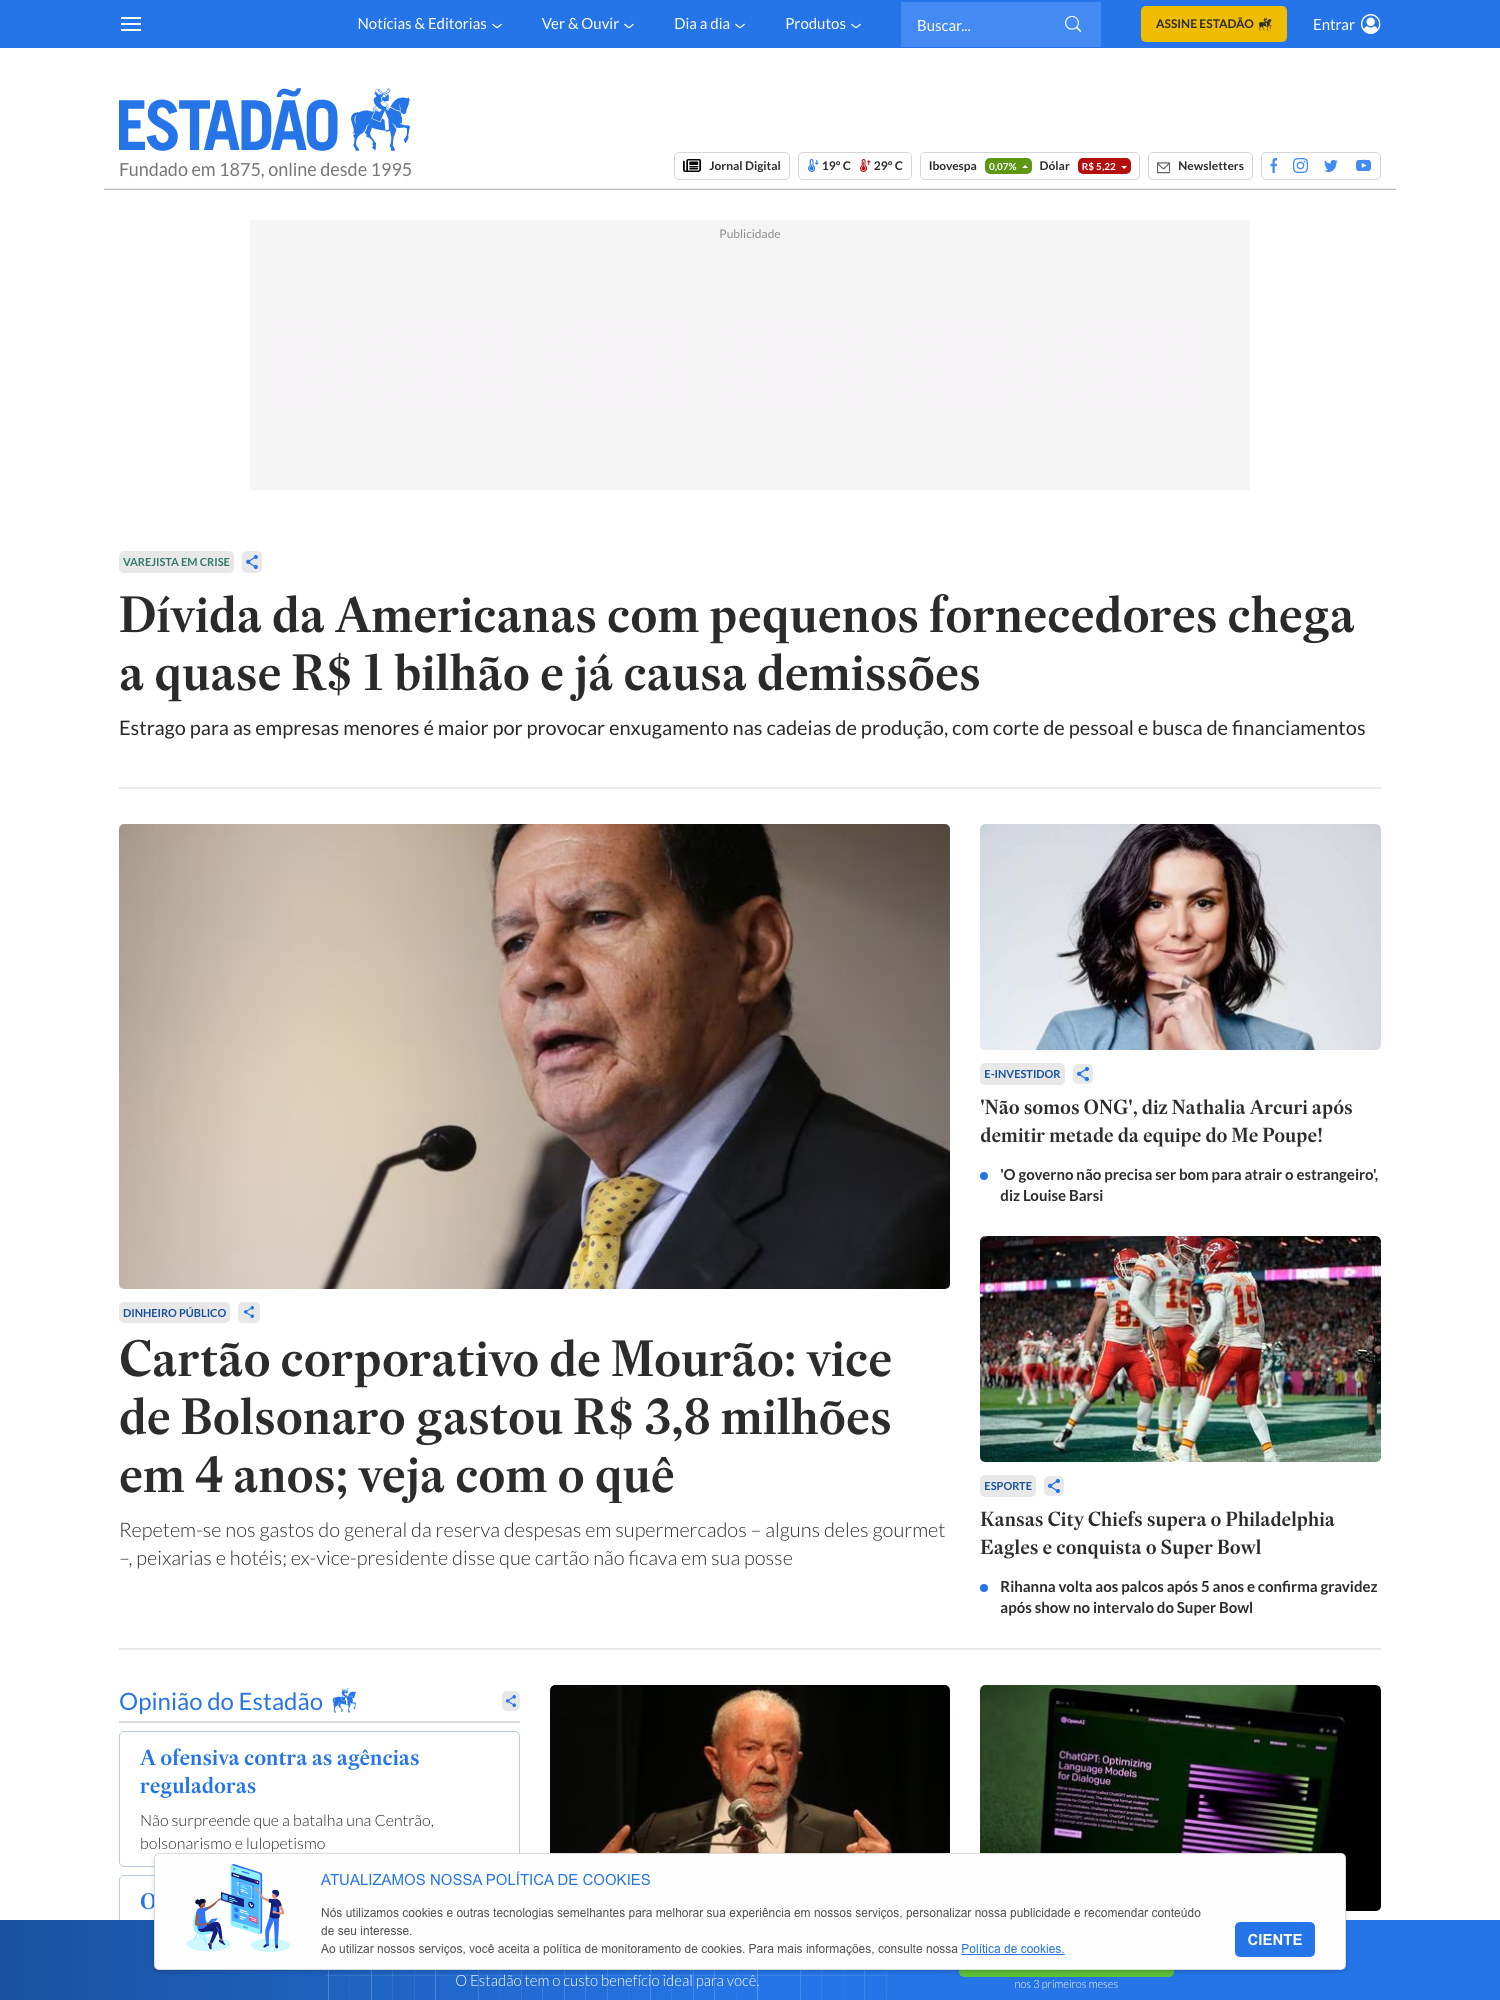 Notícias & Editorias
Ver & Ouvir
Dia a dia
Produtos
Buscar...
ASSINE ESTADÃO
Entrar
ESTADÃO
Fundado em 1875, online desde 1995
Jornal Digital
19º C
29º C
Ibovespa
0,07%
Dólar
R$ 5,22
Newsletters
Publicidade
VAREJISTA EM CRISE
Dívida da Americanas com pequenos fornecedores chega
a quase R$ 1 bilhão e já causa demissões
Estrago para as empresas menores é maior por provocar enxugamento nas cadeias de produção, com corte de pessoal e busca de financiamentos
DINHEIRO PÚBLICO
Cartão corporativo de Mourão: vice
de Bolsonaro gastou R$ 3,8 milhões
em 4 anos; veja com o quê
Repetem-se nos gastos do general da reserva despesas em supermercados – alguns deles gourmet
–, peixarias e hotéis; ex-vice-presidente disse que cartão não ficava em sua posse
E-INVESTIDOR
'Não somos ONG', diz Nathalia Arcuri após
demitir metade da equipe do Me Poupe!
'O governo não precisa ser bom para atrair o estrangeiro',
diz Louise Barsi
15
ESPORTE
Kansas City Chiefs supera o Philadelphia
Eagles e conquista o Super Bowl
Rihanna volta aos palcos após 5 anos e confirma gravidez
após show no intervalo do Super Bowl
Opinião do Estadão
A ofensiva contra as agências
reguladoras
Não surpreende que a batalha una Centrão,
bolsonarismo e lulopetismo
O
OpenAI
ChatGPT: Optimizing
Language Models
for Dialogue
ATUALIZAMOS NOSSA POLÍTICA DE COOKIES
Nós utilizamos cookies e outras tecnologias semelhantes para melhorar sua experiência em nossos serviços, personalizar nossa publicidade e recomendar conteúdo
de seu interesse.
Ao utilizar nossos serviços, você aceita a política de monitoramento de cookies. Para mais informações, consulte nossa Política de cookies.
CIENTE
O Estadão tem o custo benefício ideal para você.
nos 3 primeiros meses